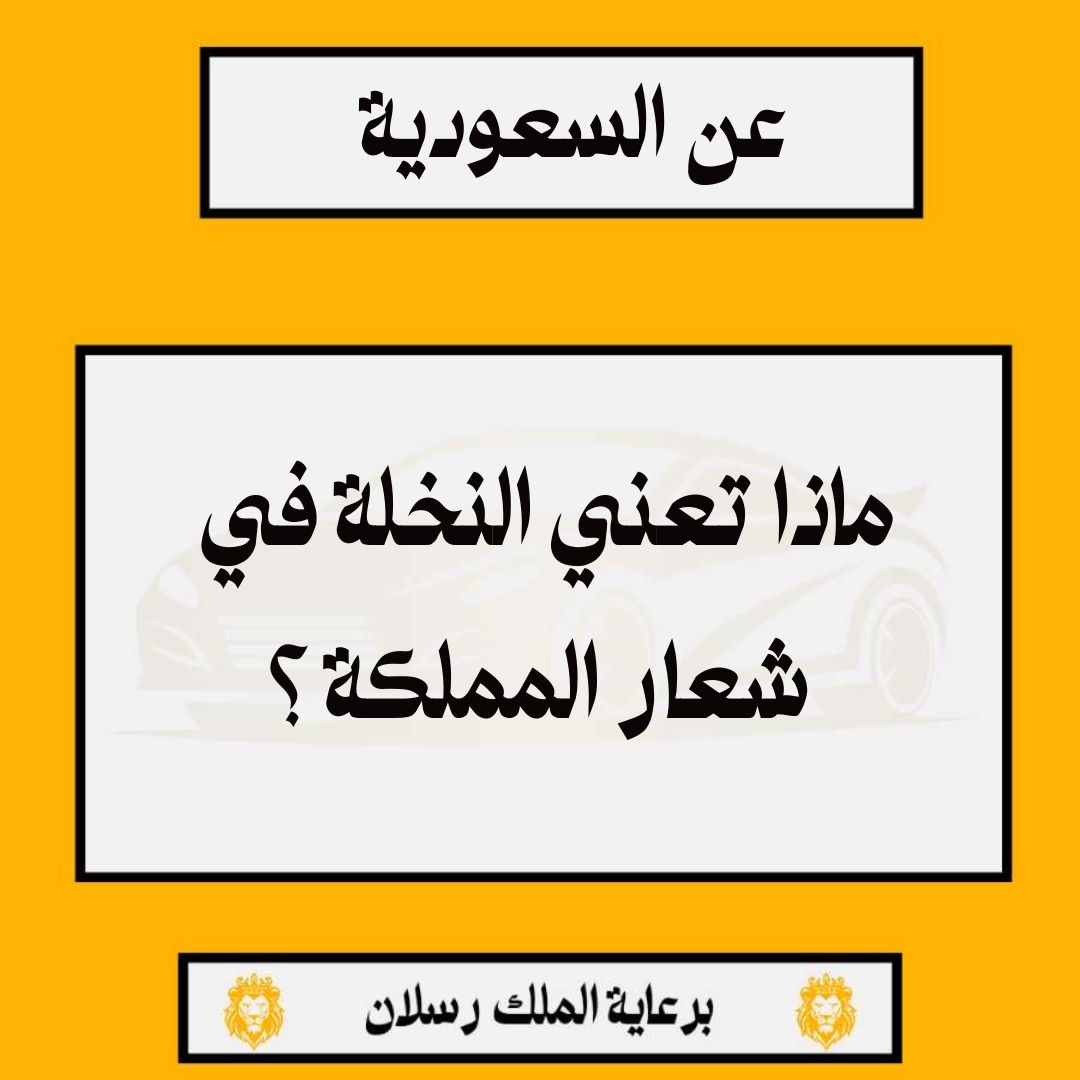 عن السعودية
ماذا تعني النخلة في
شعار المملكة ؟
برعاية الملك رسلان